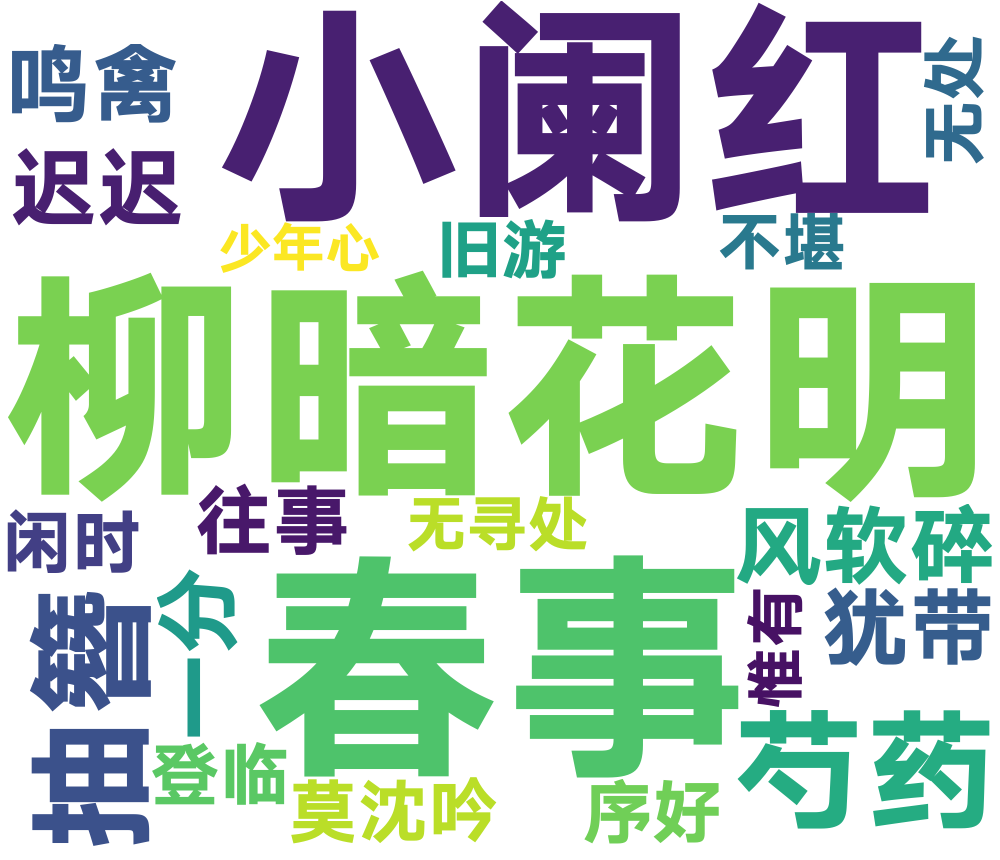 小阑红
鸣禽
无处
迟迟
少年心
旧游
不堪
柳暗花明
往事
无寻处
闲时
风软碎
春事
一分
抽簪
惟有
犹带
芍药
登临
莫沈吟
序好